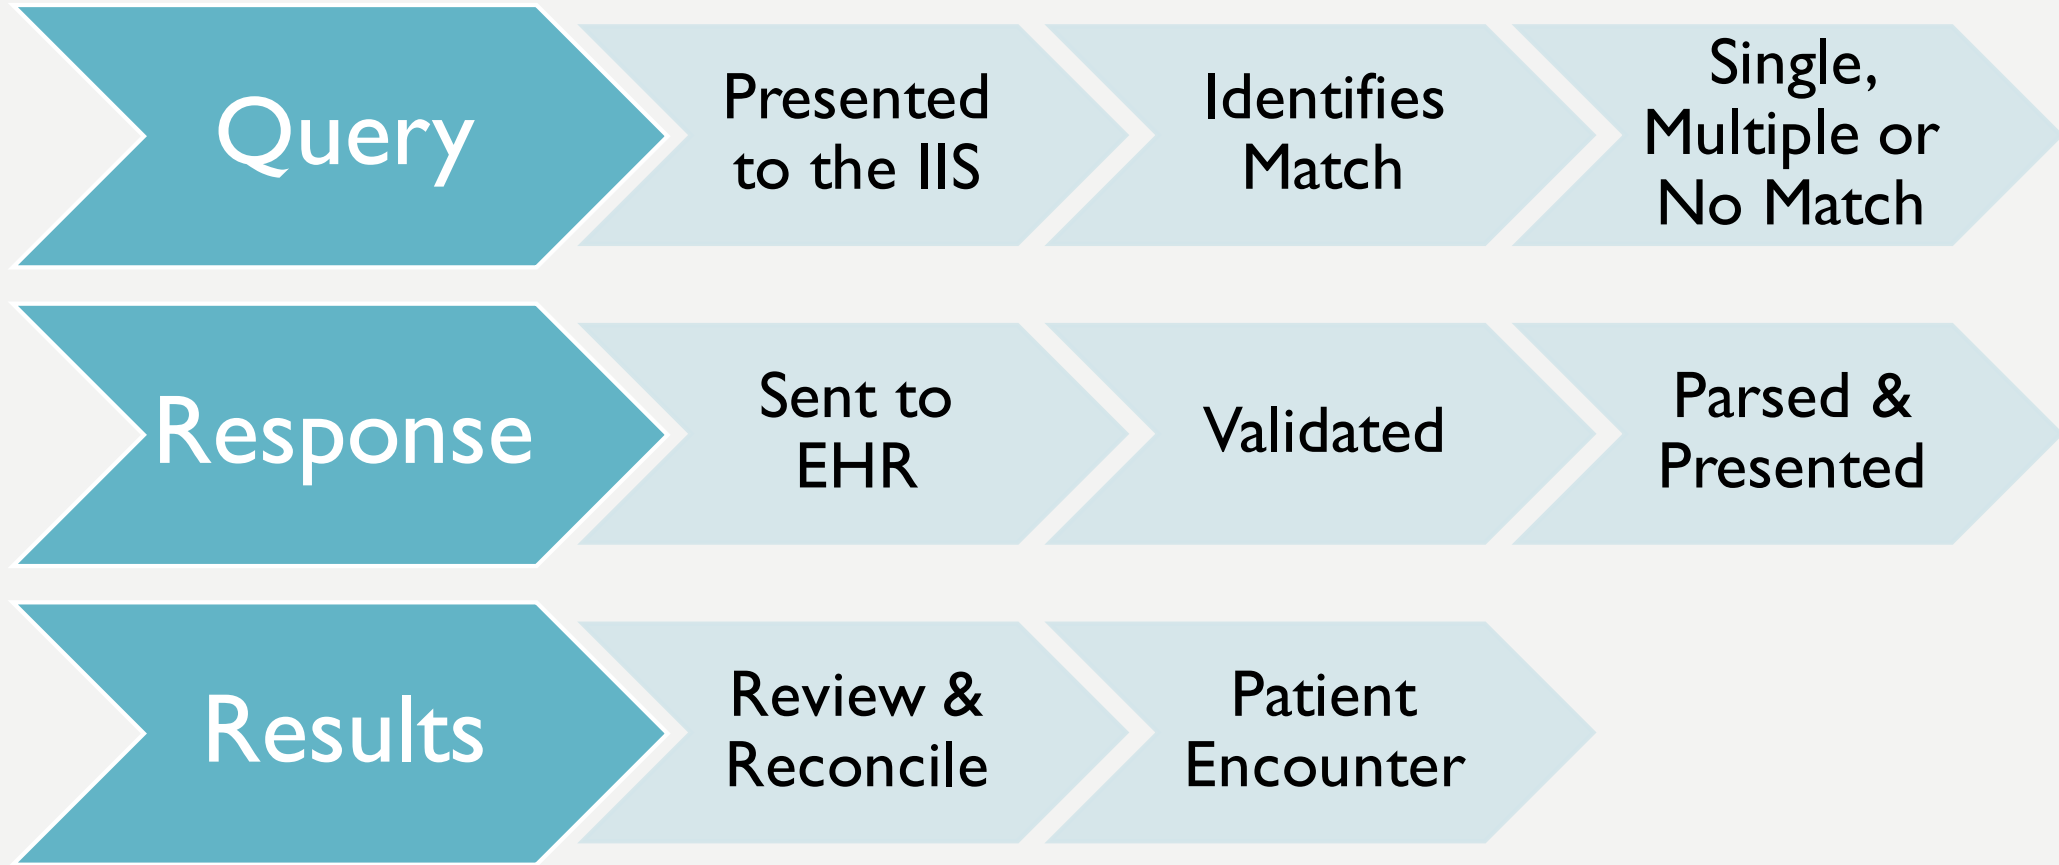 Query
Presented
to the IIS
Identifies
Match
Single,
Multiple or
No Match
Response
Sent to
EHR
Validated
Parsed &
Presented
Results
Review &
Reconcile
Patient
Encounter